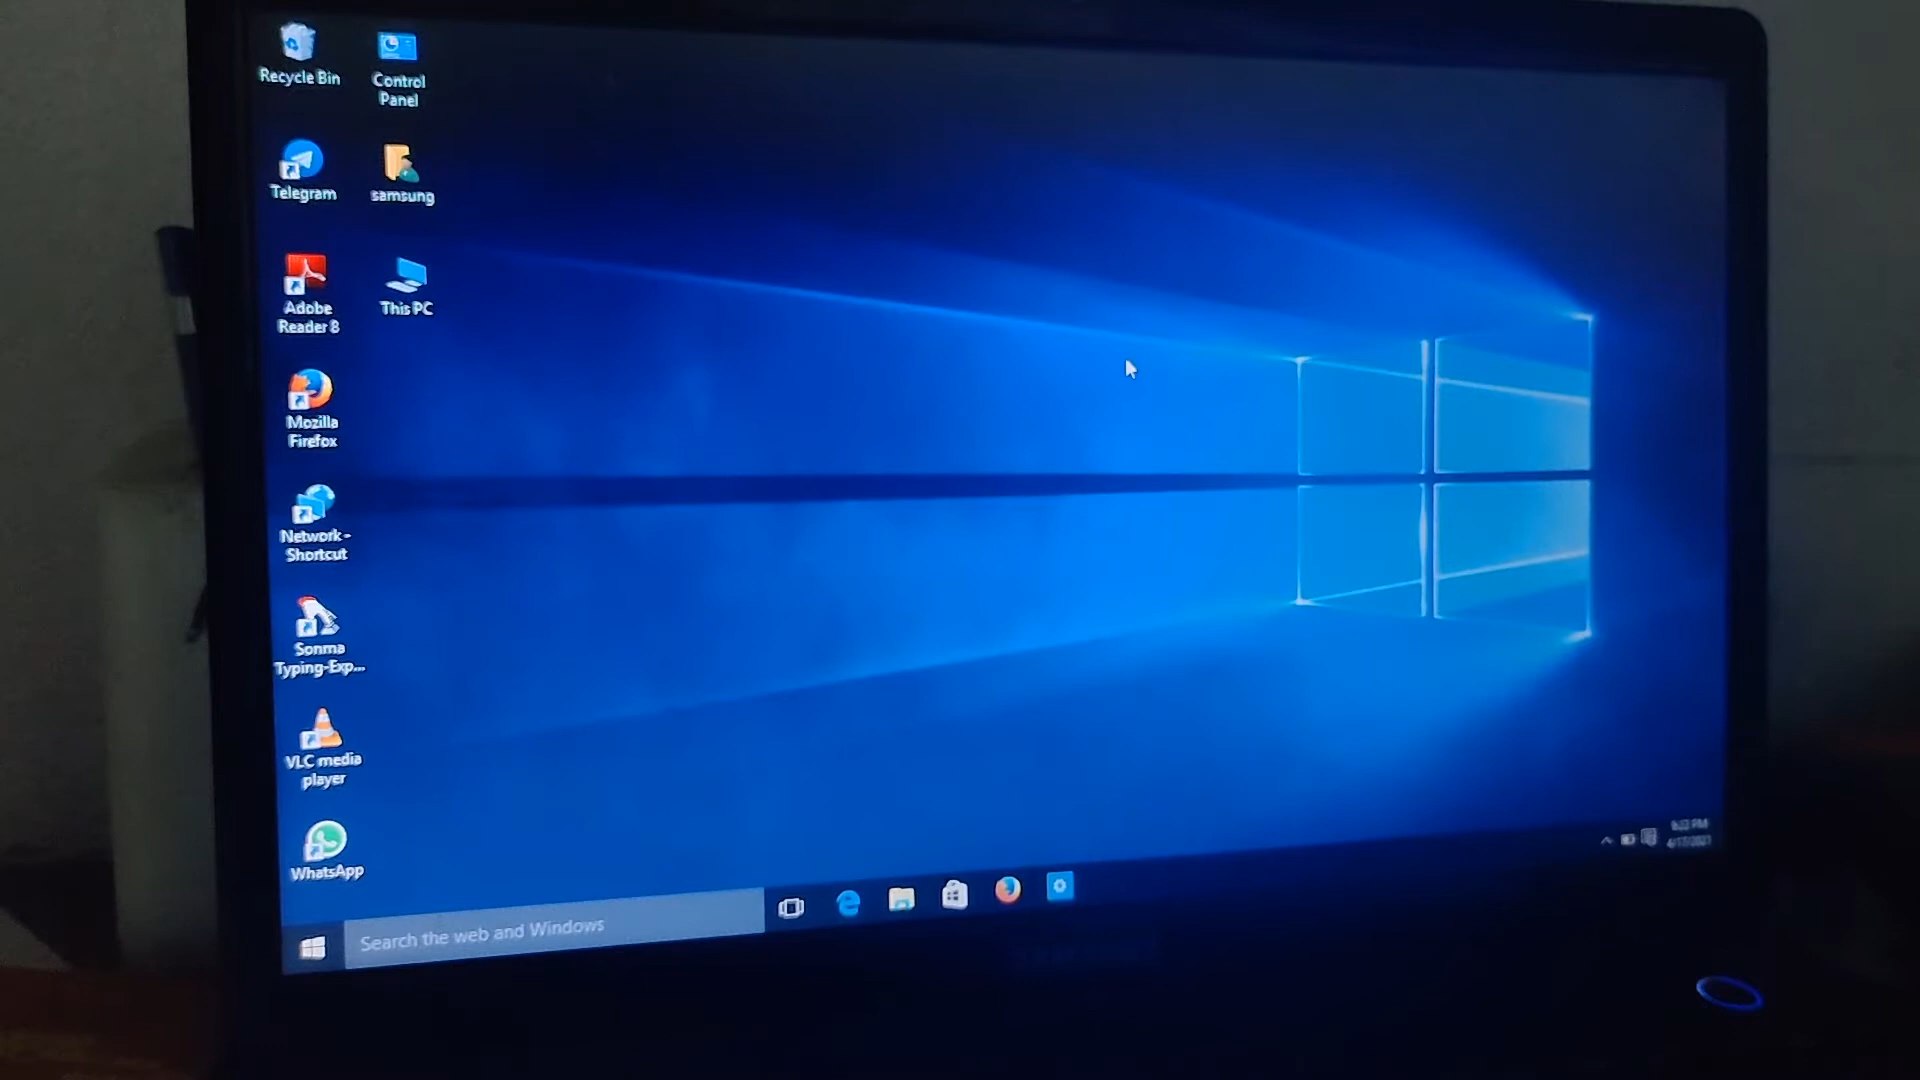 Recycle Bin
Control
Panel
Telegram
samsung
Adobe
Reader 8
This PC
Mozilla
Firefox
Network -
Shortcut
Sonma
Typing-Exp...
VLC media
player
WhatsApp
Search the web and Windows
PM